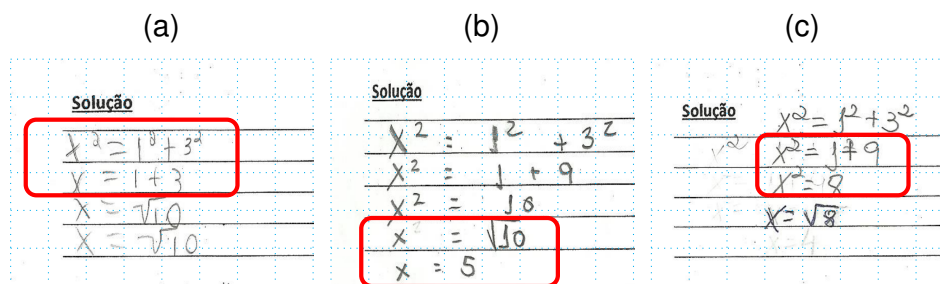 (a)
Solução
x² = 1² + 3²
x = 1 + 3
x = √10
x = √10
(b)
Solução
x² = 1² + 3²
x² = 1 + 9
x² = 10
x = √10
x = 5
(c)
Solução
x² = 1² + 3²
x² = 1 + 9
x² = 8
x = √8